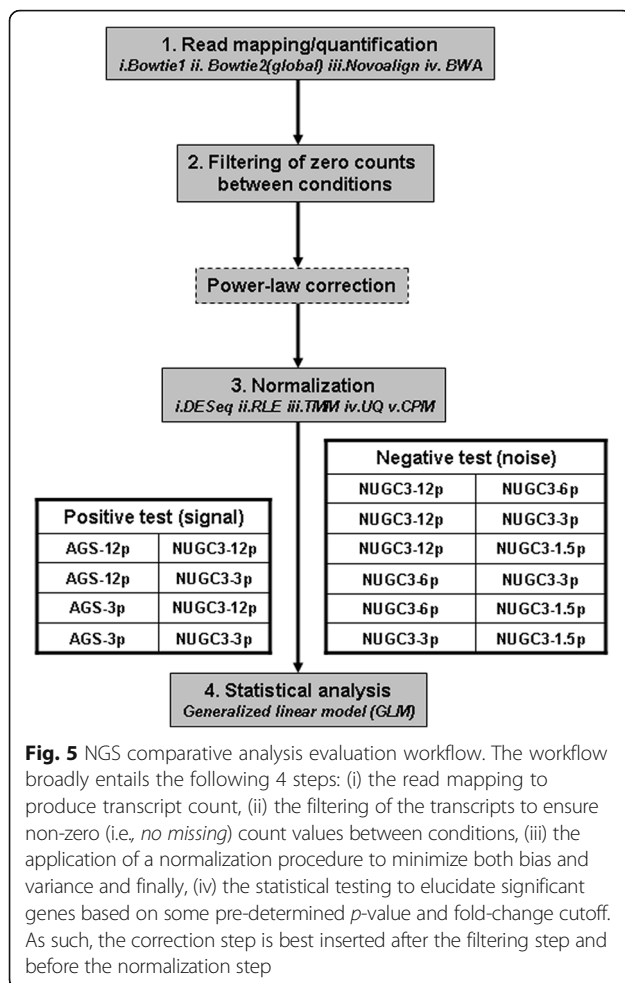 1. Read mapping/quantification
i.Bowtie1 ii. Bowtie2(global) iii.Novoalign iv. BWA
2. Filtering of zero counts
between conditions
Power-law correction
3. Normalization
i.DESeq ii.RLE iii.TMM iv.UQ v.CPM
Positive test (signal)
AGS-12p NUGC3-12p
AGS-12p NUGC3-3p
AGS-3p NUGC3-12p
AGS-3p NUGC3-3p
Negative test (noise)
NUGC3-12p NUGC3-6p
NUGC3-12p NUGC3-3p
NUGC3-12p NUGC3-1.5p
NUGC3-6p NUGC3-3p
NUGC3-6p NUGC3-1.5p
NUGC3-3p NUGC3-1.5p
4. Statistical analysis
Generalized linear model (GLM)
Fig. 5 NGS comparative analysis evaluation workflow. The workflow
broadly entails the following 4 steps: (i) the read mapping to
produce transcript count, (ii) the filtering of the transcripts to ensure
non-zero (i.e., no missing) count values between conditions, (iii) the
application of a normalization procedure to minimize both bias and
variance and finally, (iv) the statistical testing to elucidate significant
genes based on some pre-determined p-value and fold-change cutoff.
As such, the correction step is best inserted after the filtering step and
before the normalization step